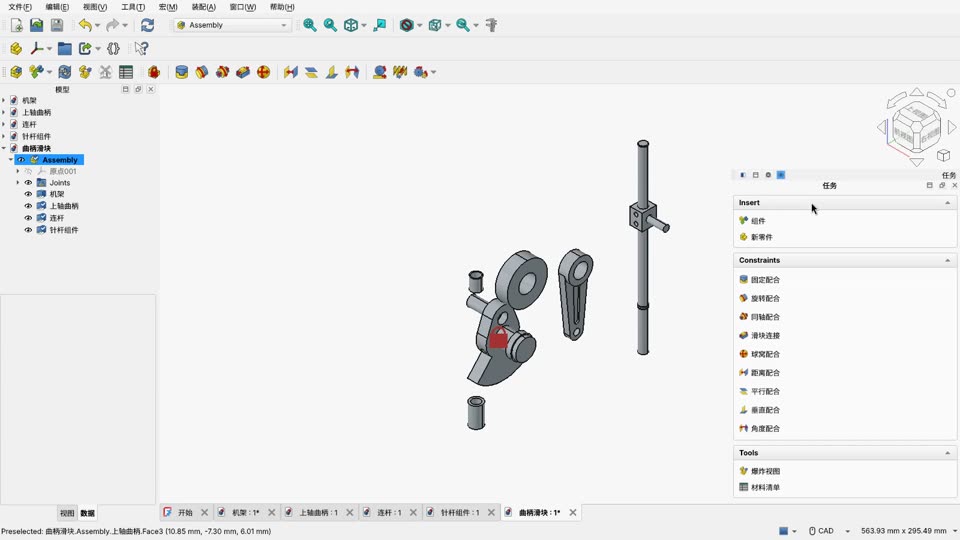 文件(F) 编辑(E) 视图(V) 工具(T) 宏(M) 装配(A) 窗口(W) 帮助(H)
Assembly
模型
机架
上轴曲柄
连杆
针杆组件
曲柄滑块
Assembly
原点001
Joints
机架
上轴曲柄
连杆
针杆组件
视图 数据
任务
任务
Insert
组件
新零件
Constraints
固定配合
旋转配合
同轴配合
滑块连接
球窝配合
距离配合
平行配合
垂直配合
角度配合
Tools
爆炸视图
材料清单
开始 机架 : 1* 上轴曲柄 : 1 连杆 : 1 针杆组件 : 1 曲柄滑块 : 1*
Preselected: 曲柄滑块.Assembly.上轴曲柄.Face3 (10.85 mm, -7.30 mm, 6.01 mm) CAD 563.93 mm x 295.49 mm